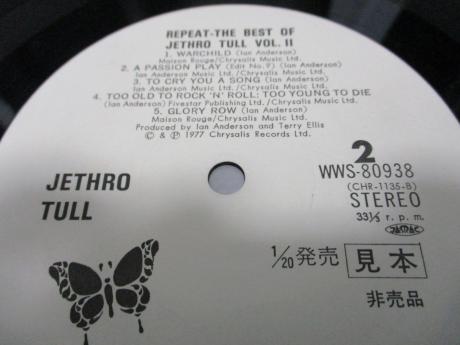 REPEAT-THE BEST OF
JETHRO TULL VOL. II
1. WARCHILD (Ian Anderson)
Maison Rouge/Chrysalis Music Ltd.
2. A PASSION PLAY (Edit No.9) (Ian Anderson)
Ian Anderson Music Ltd./Chrysalis Music Ltd.
3. TO CRY YOU A SONG (Ian Anderson)
Ian Anderson Music Ltd./Chrysalis Music Ltd.
4. TOO OLD TO ROCK 'N' ROLL: TOO YOUNG TO DIE
(Ian Anderson) Fivestar Publishing Ltd./Chrysalis Music Ltd.
5. GLORY ROW (Ian Anderson)
Maison Rouge/Chrysalis Music Ltd.
Produced by Ian Anderson and Terry Ellis
© & ℗ 1977 Chrysalis Records Ltd.
2
WWS-80938
(CHR-1135-B)
STEREO
33⅓ r. p. m.
JASRAC
JETHRO
TULL
1/20発売 見本
非売品